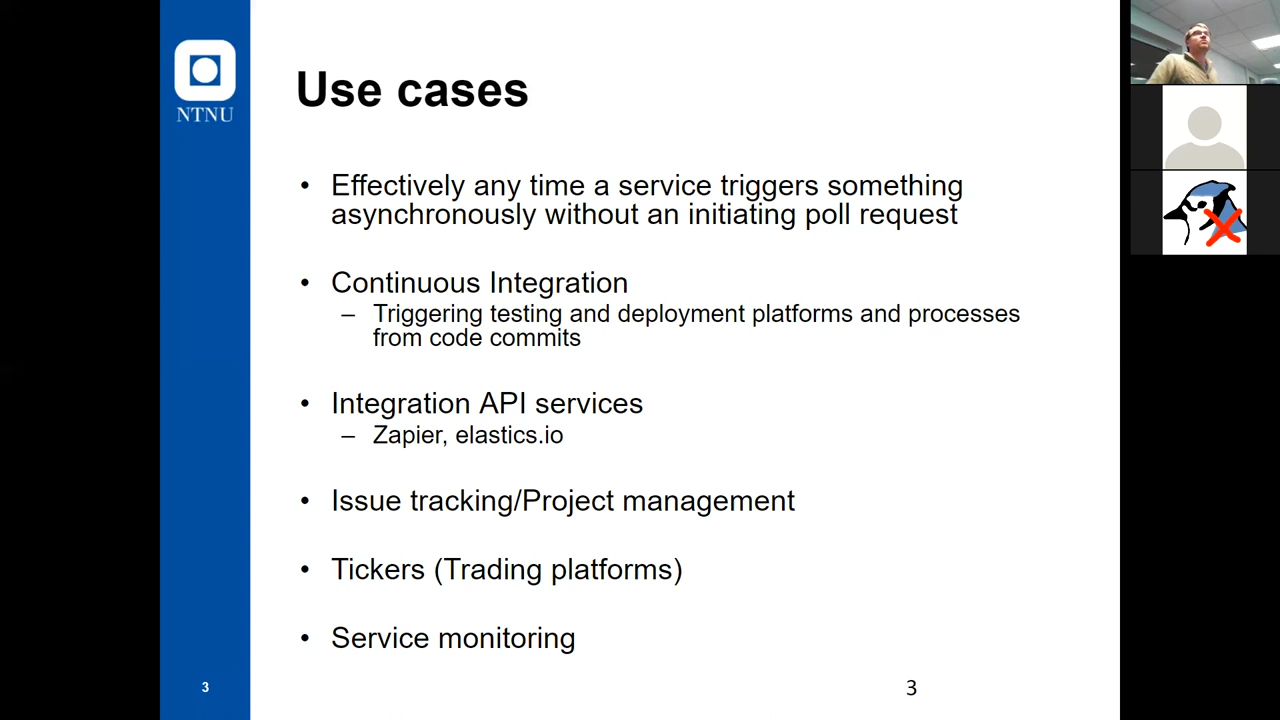 NTNU
Use cases
• Effectively any time a service triggers something
asynchronously without an initiating poll request
• Continuous Integration
– Triggering testing and deployment platforms and processes
from code commits
• Integration API services
– Zapier, elastics.io
• Issue tracking/Project management
• Tickers (Trading platforms)
• Service monitoring
3
3